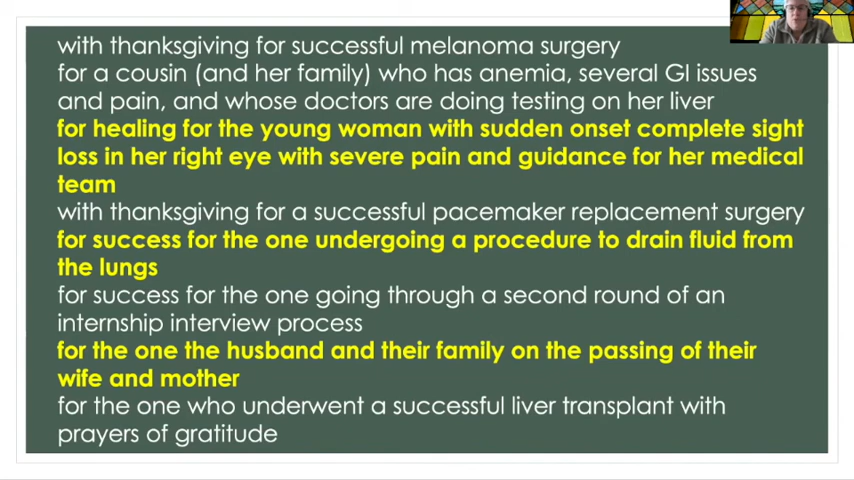 with thanksgiving for successful melanoma surgery
for a cousin (and her family) who has anemia, several GI issues
and pain, and whose doctors are doing testing on her liver
for healing for the young woman with sudden onset complete sight
loss in her right eye with severe pain and guidance for her medical
team
with thanksgiving for a successful pacemaker replacement surgery
for success for the one undergoing a procedure to drain fluid from
the lungs
for success for the one going through a second round of an
internship interview process
for the one the husband and their family on the passing of their
wife and mother
for the one who underwent a successful liver transplant with
prayers of gratitude